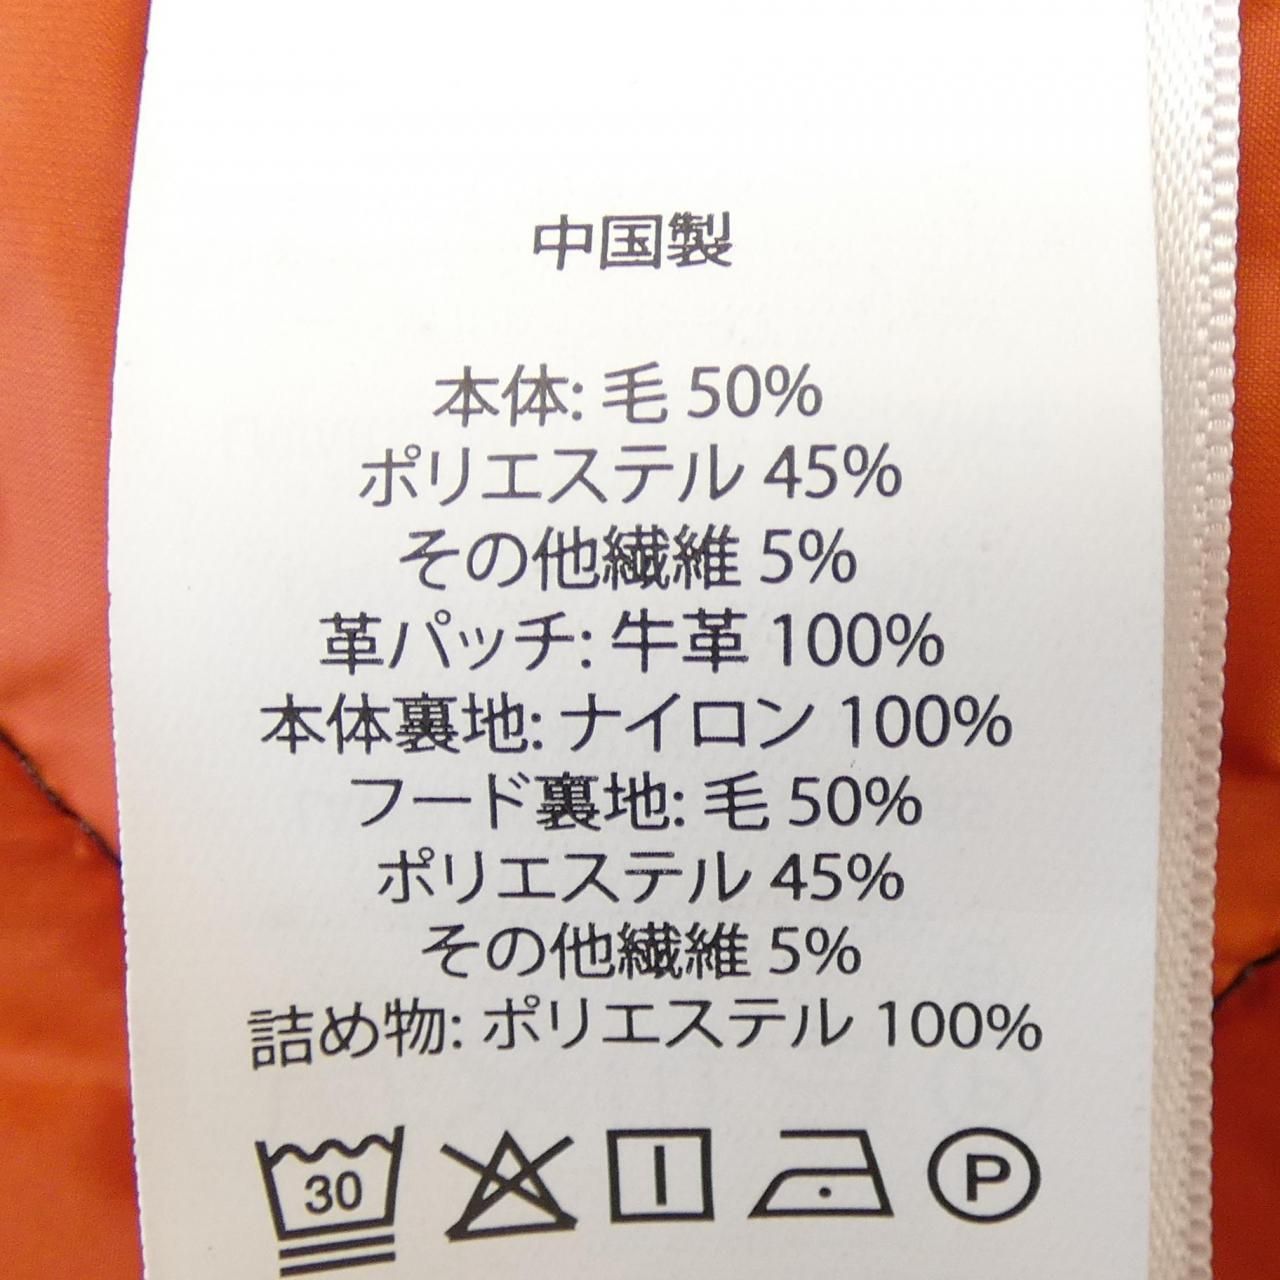 中国製
本体: 毛 50%
ポリエステル 45%
その他繊維 5%
革パッチ: 牛革 100%
本体裏地: ナイロン 100%
フード裏地: 毛 50%
ポリエステル 45%
その他繊維 5%
詰め物: ポリエステル 100%
30 P